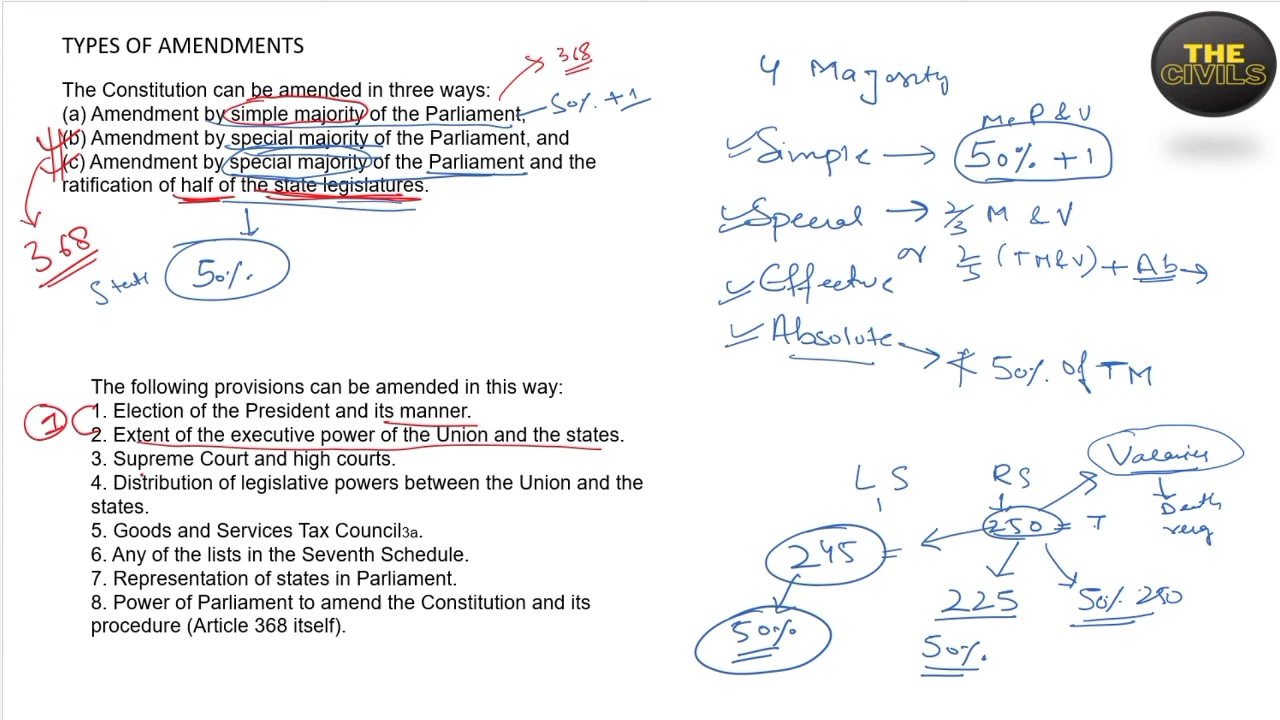 TYPES OF AMENDMENTS
The Constitution can be amended in three ways:
(a) Amendment by simple majority of the Parliament,
(b) Amendment by special majority of the Parliament, and
(c) Amendment by special majority of the Parliament and the
ratification of half of the state legislatures.
368
50% +1
368
State
50%
The following provisions can be amended in this way:
1
1. Election of the President and its manner.
2. Extent of the executive power of the Union and the states.
3. Supreme Court and high courts.
4. Distribution of legislative powers between the Union and the
states.
5. Goods and Services Tax Council3a.
6. Any of the lists in the Seventh Schedule.
7. Representation of states in Parliament.
8. Power of Parliament to amend the Constitution and its
procedure (Article 368 itself).
THE
CIVILS
4 Majority
P & V
Simple → 50% + 1
Special → 2/3 M & V
or 2/3 (TM&V) + Ab →
Effective
Absolute → 50% of TM
Vacancies
Death
LS RS
250 = T
245 =
225 50% 250
50%
50%.